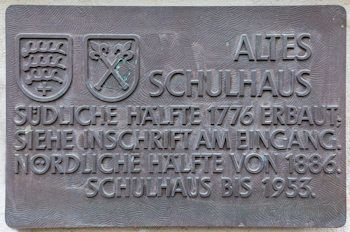 ALTES
SCHULHAUS
SÜDLICHE HÄLFTE 1776 ERBAUT;
SIEHE INSCHRIFT AM EINGANG.
NÖRDLICHE HÄLFTE VON 1886.
SCHULHAUS BIS 1953.